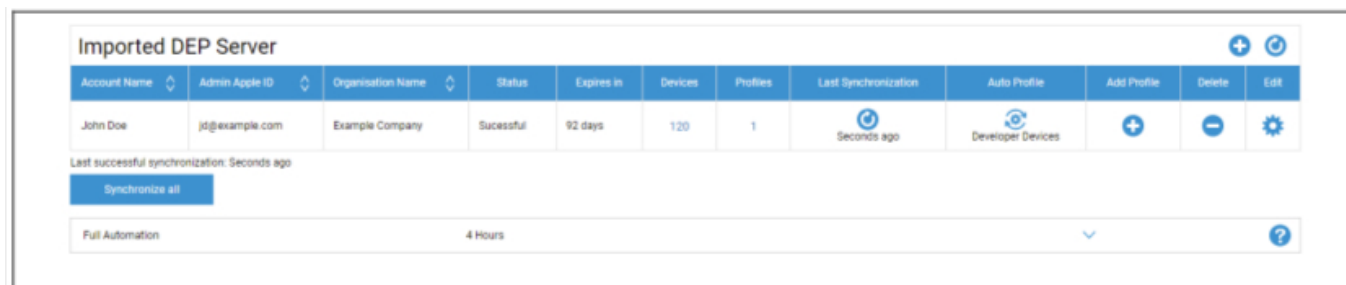 Imported DEP Server
Account Name Admin Apple ID Organisation Name Status Expires in Devices Profiles Last Synchronization Auto Profile Add Profile Delete Edit
John Doe jd@example.com Example Company Sucessful 92 days 120 1 Seconds ago Developer Devices
Last successful synchronization: Seconds ago
Synchronize all
Full Automation 4 Hours ?